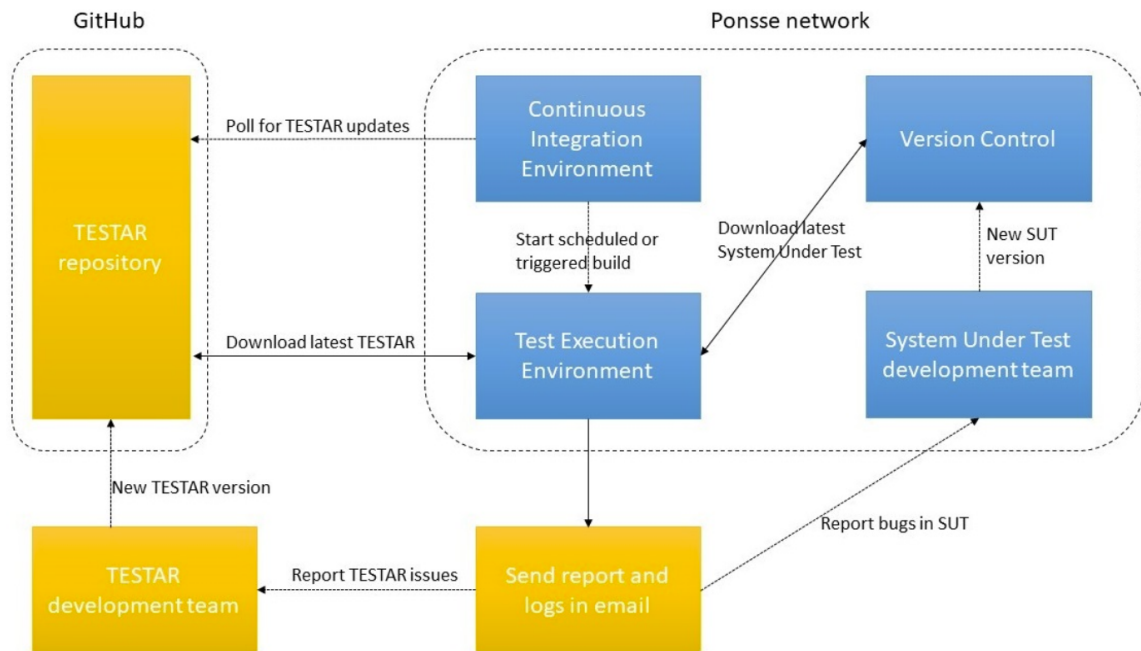 GitHub
Ponsse network
Continuous
Integration
Environment
Version Control
Poll for TESTAR updates
TESTAR
repository
Start scheduled or
triggered build
Download latest
System Under Test
New SUT
version
Download latest TESTAR
Test Execution
Environment
System Under Test
development team
New TESTAR version
Report bugs in SUT
TESTAR
development team
Report TESTAR issues
Send report and
logs in email